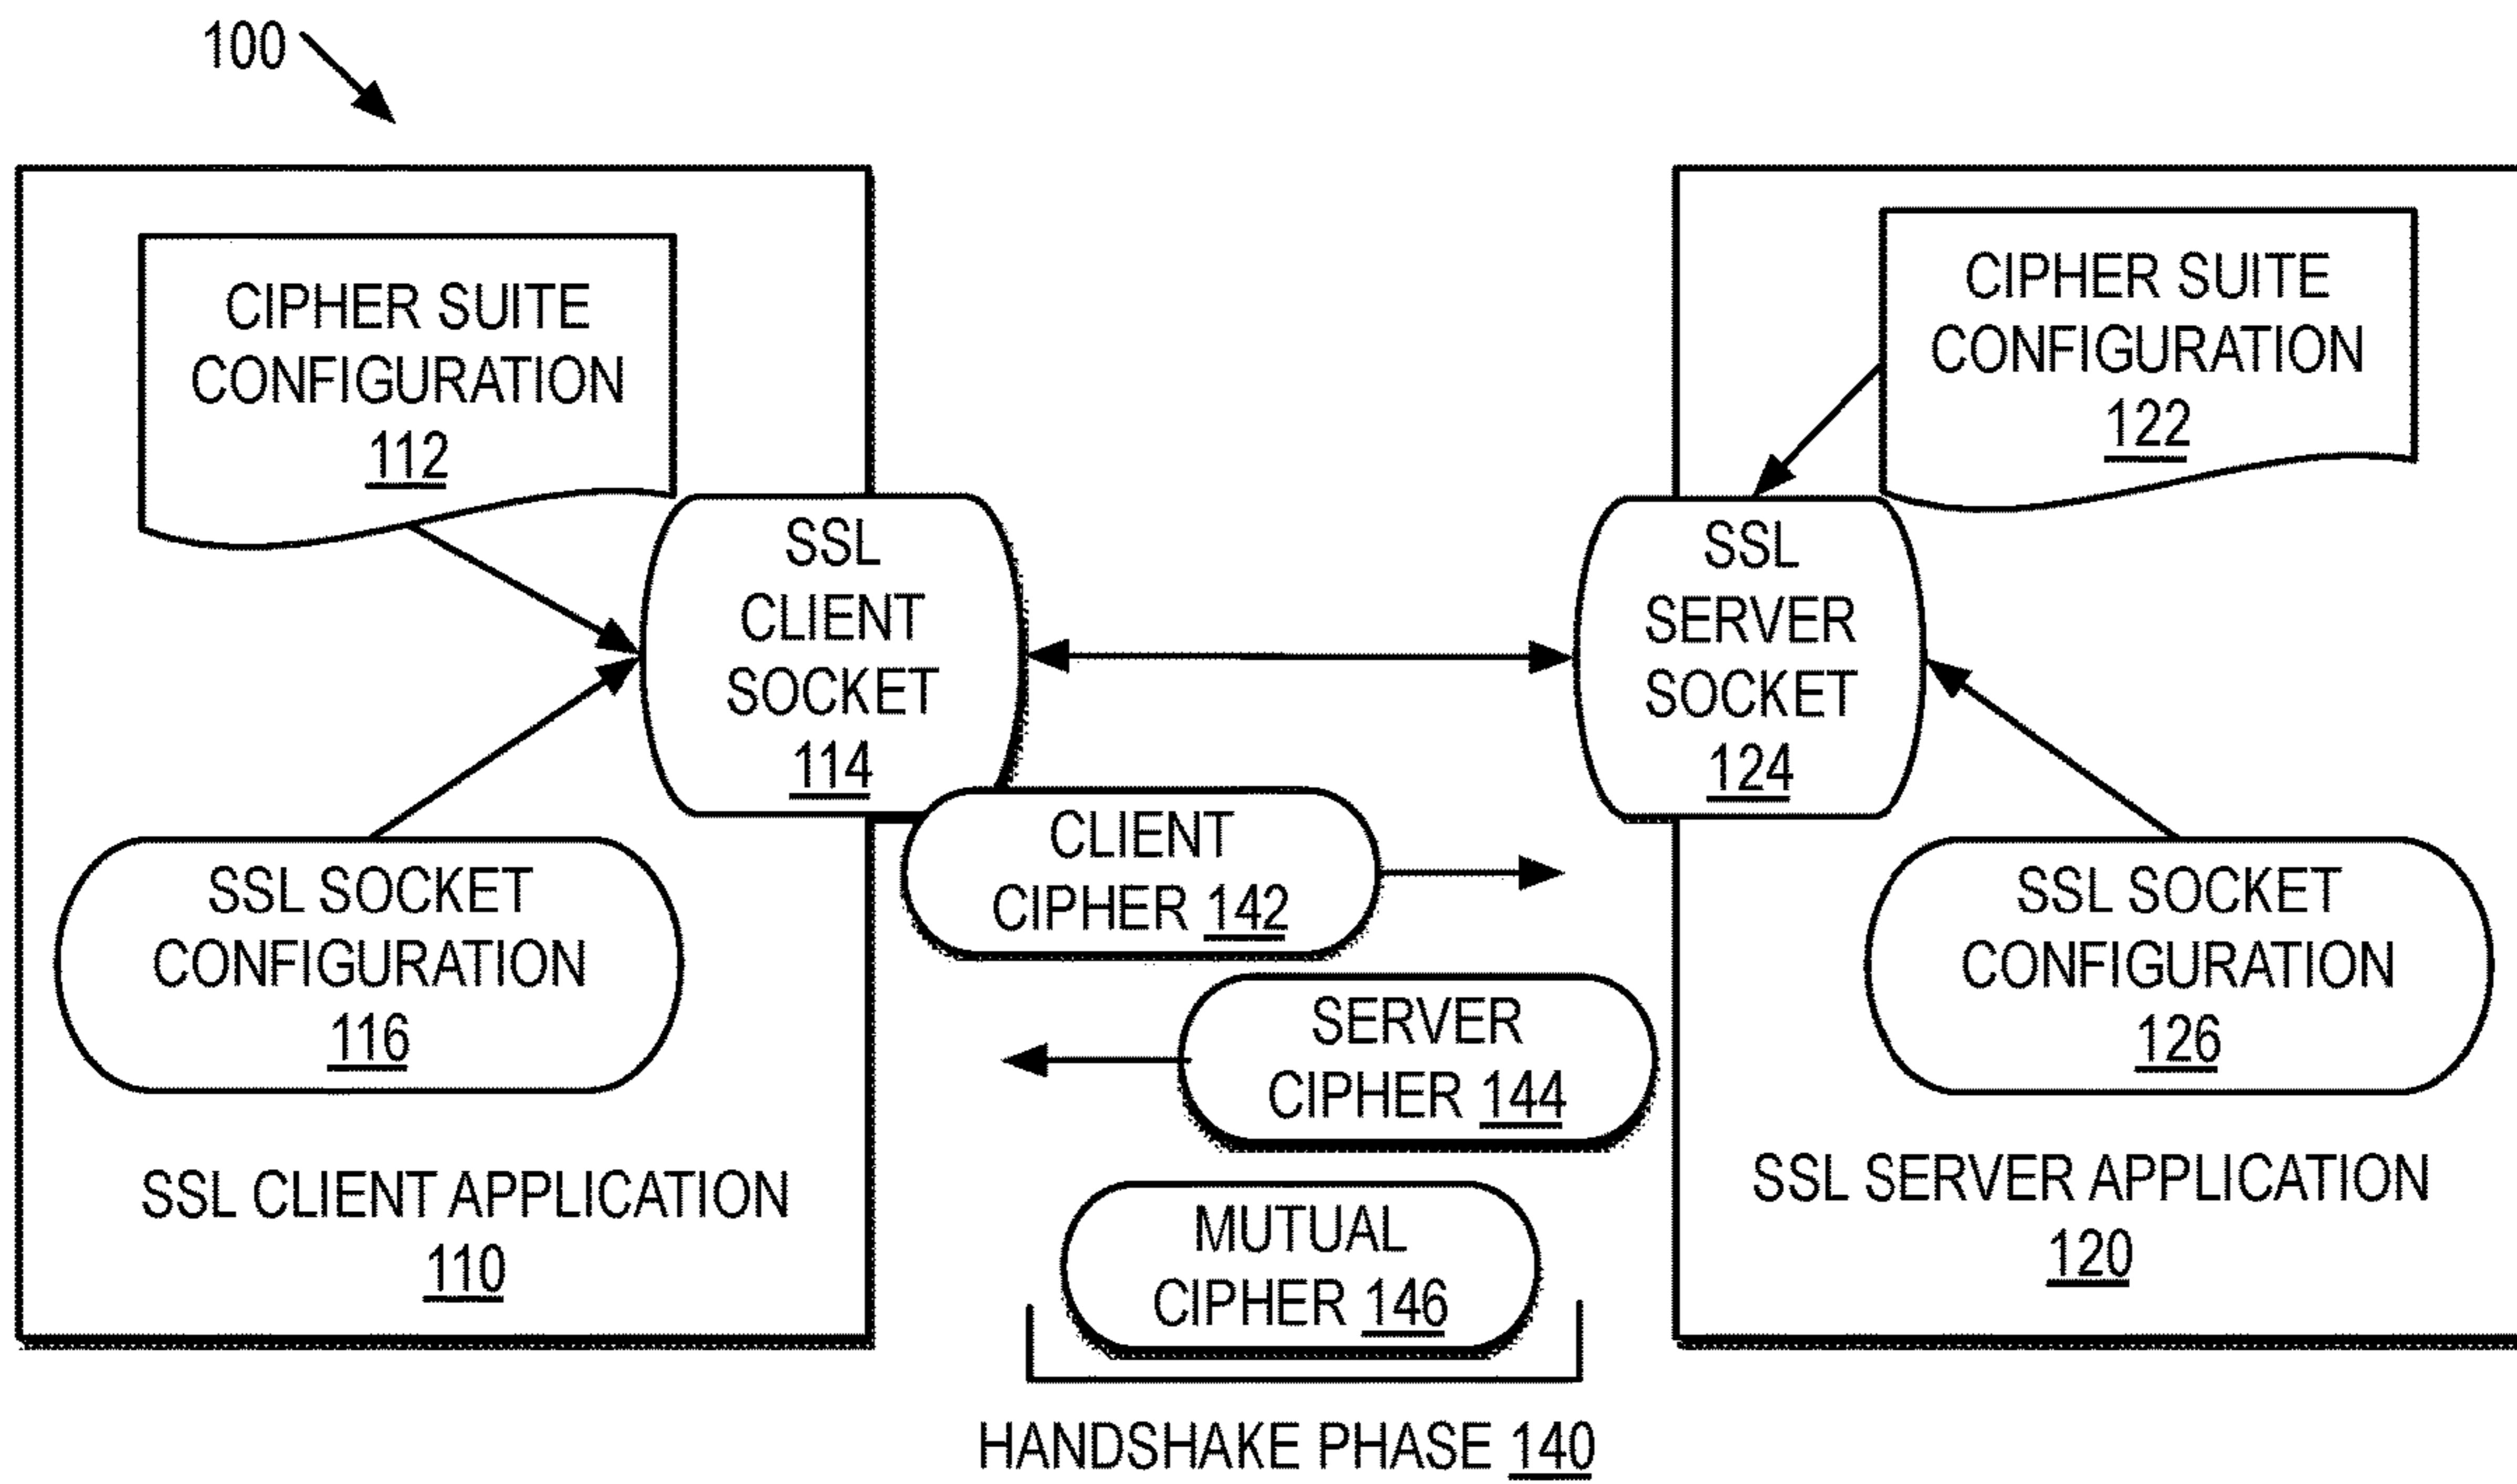 100
CIPHER SUITE
CONFIGURATION
112
SSL
CLIENT
SOCKET
114
SSL SOCKET
CONFIGURATION
116
SSL CLIENT APPLICATION
110
CLIENT
CIPHER 142
SERVER
CIPHER 144
MUTUAL
CIPHER 146
HANDSHAKE PHASE 140
CIPHER SUITE
CONFIGURATION
122
SSL
SERVER
SOCKET
124
SSL SOCKET
CONFIGURATION
126
SSL SERVER APPLICATION
120